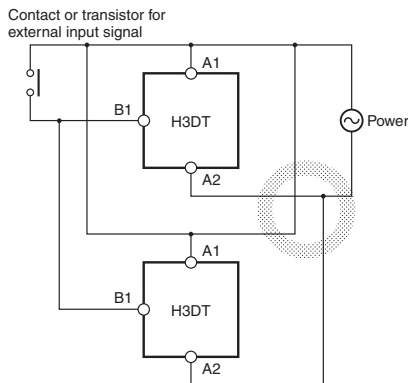 Contact or transistor for
external input signal
A1
B1
H3DT
Power
A2
A1
B1
H3DT
A2